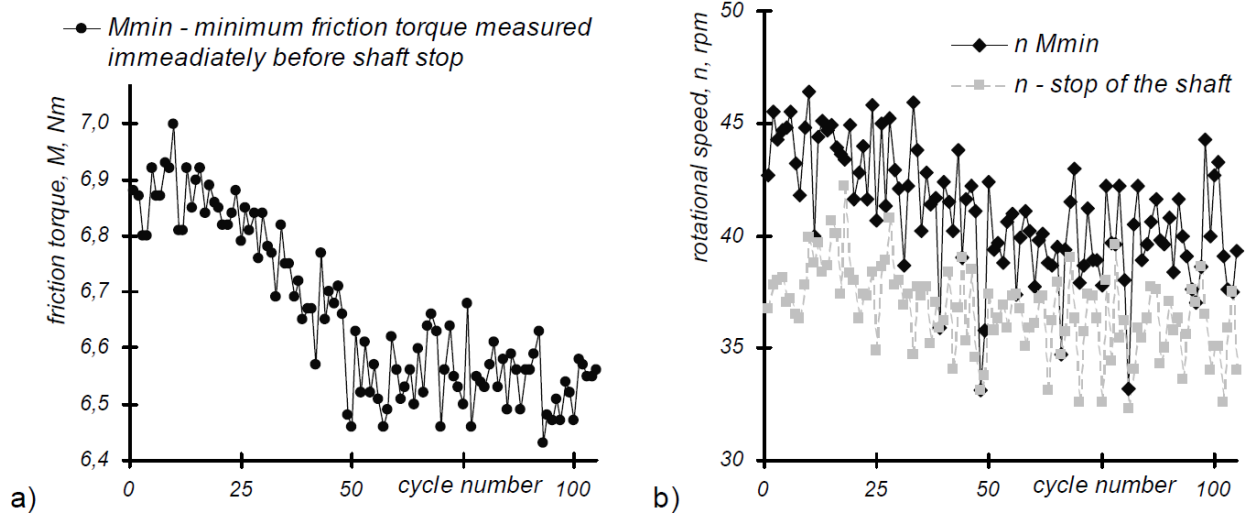 Mmin - minimum friction torque measured
immeadiately before shaft stop
friction torque, M, Nm
7,0
6,9
6,8
6,7
6,6
6,5
6,4
0
25
50
cycle number
100
a)
rotational speed, n, rpm
50
45
40
35
30
n Mmin
n - stop of the shaft
0
25
50
cycle number
100
b)